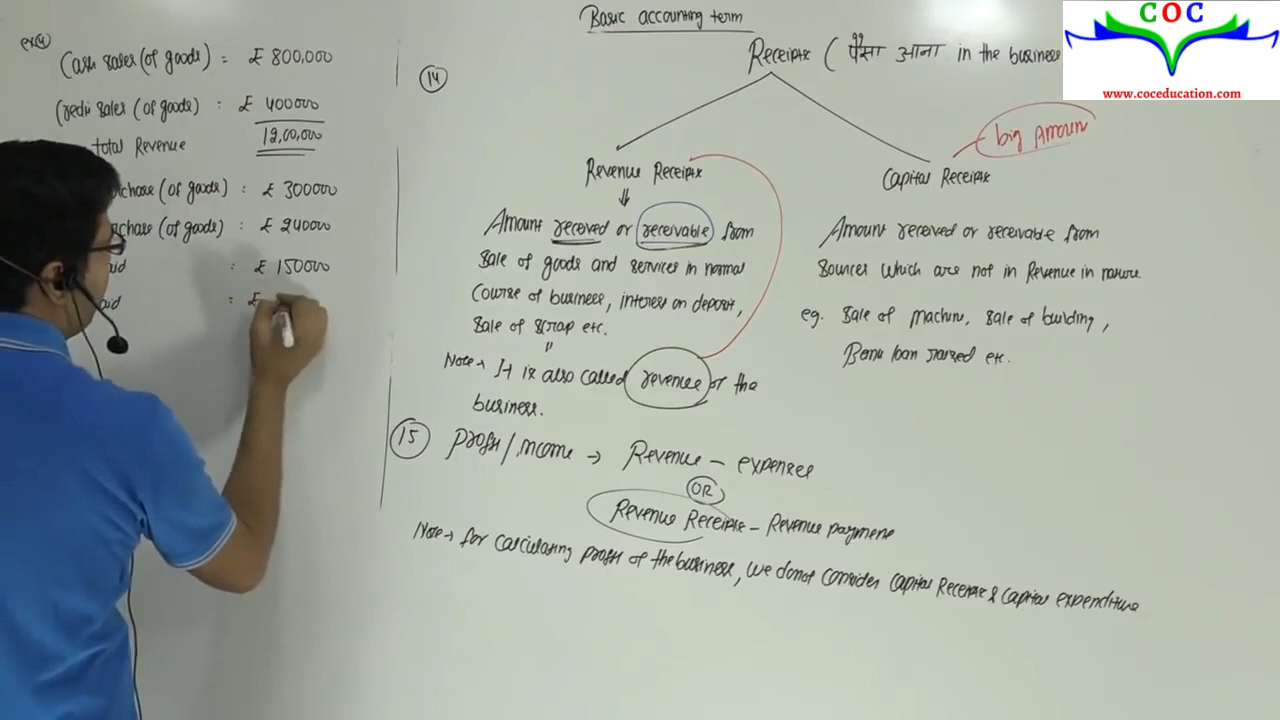 COC
www.coceducation.com
Basic accounting term
ex(4)
Cash sales (of goods) = £ 800,000
Credit sales (of goods) : £ 400000
12,00,000
total Revenue
(of goods) : £ 300000
(of goods) : £ 240000
: £ 150000
: £
14
Receipts ( पैसा आना in the business
Revenue Receipts
Amount received or receivable from
sale of goods and services in normal
Course of business, interest on deposit,
sale of scrap etc.
Note → It is also called revenue of the
business.
big Amount
Capital Receipts
Amount received or receivable from
sources which are not in Revenue in nature
eg. sale of machine, sale of building,
Bank loan raised etc.
15 profit/income → Revenue - expenses
OR
Revenue Receipts - Revenue payment
Note → for calculating profit of the business, we do not consider Capital Receipts & Capital expenditure